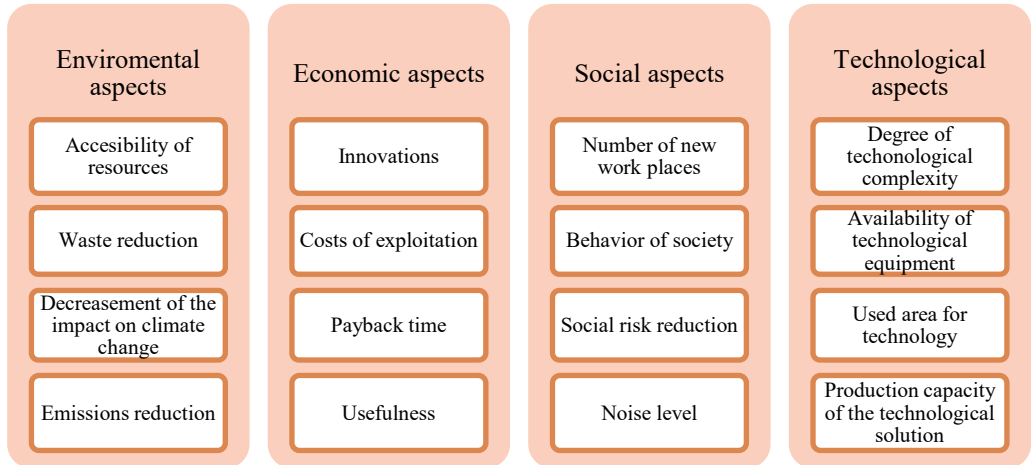 Enviromental
aspects
Accesibility of
resources
Waste reduction
Decreasement of the
impact on climate
change
Emissions reduction
Economic aspects
Innovations
Costs of exploitation
Payback time
Usefulness
Social aspects
Number of new
work places
Behavior of society
Social risk reduction
Noise level
Technological
aspects
Degree of
techonological
complexity
Availability of
technological
equipment
Used area for
technology
Production capacity
of the technological
solution